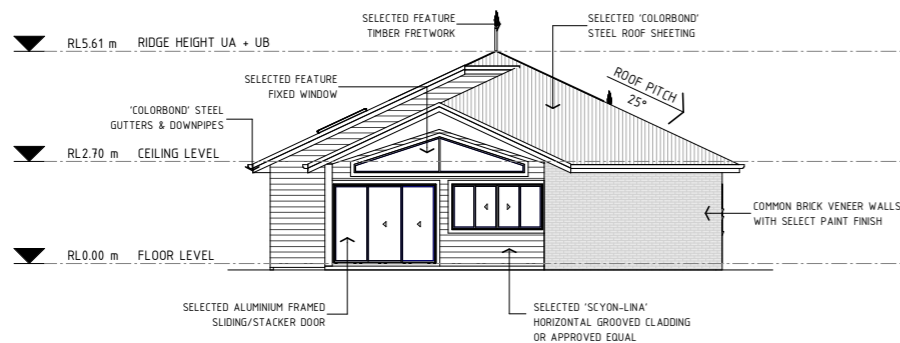 SELECTED FEATURE
TIMBER FRETWORK
SELECTED 'COLORBOND'
STEEL ROOF SHEETING
RL5.61 m RIDGE HEIGHT UA + UB
SELECTED FEATURE
FIXED WINDOW
ROOF PITCH
25°
'COLORBOND' STEEL
GUTTERS & DOWNPIPES
RL2.70 m CEILING LEVEL
COMMON BRICK VENEER WALLS
WITH SELECT PAINT FINISH
RL0.00 m FLOOR LEVEL
SELECTED ALUMINIUM FRAMED
SLIDING/STACKER DOOR
SELECTED 'SCYON-LINA'
HORIZONTAL GROOVED CLADDING
OR APPROVED EQUAL